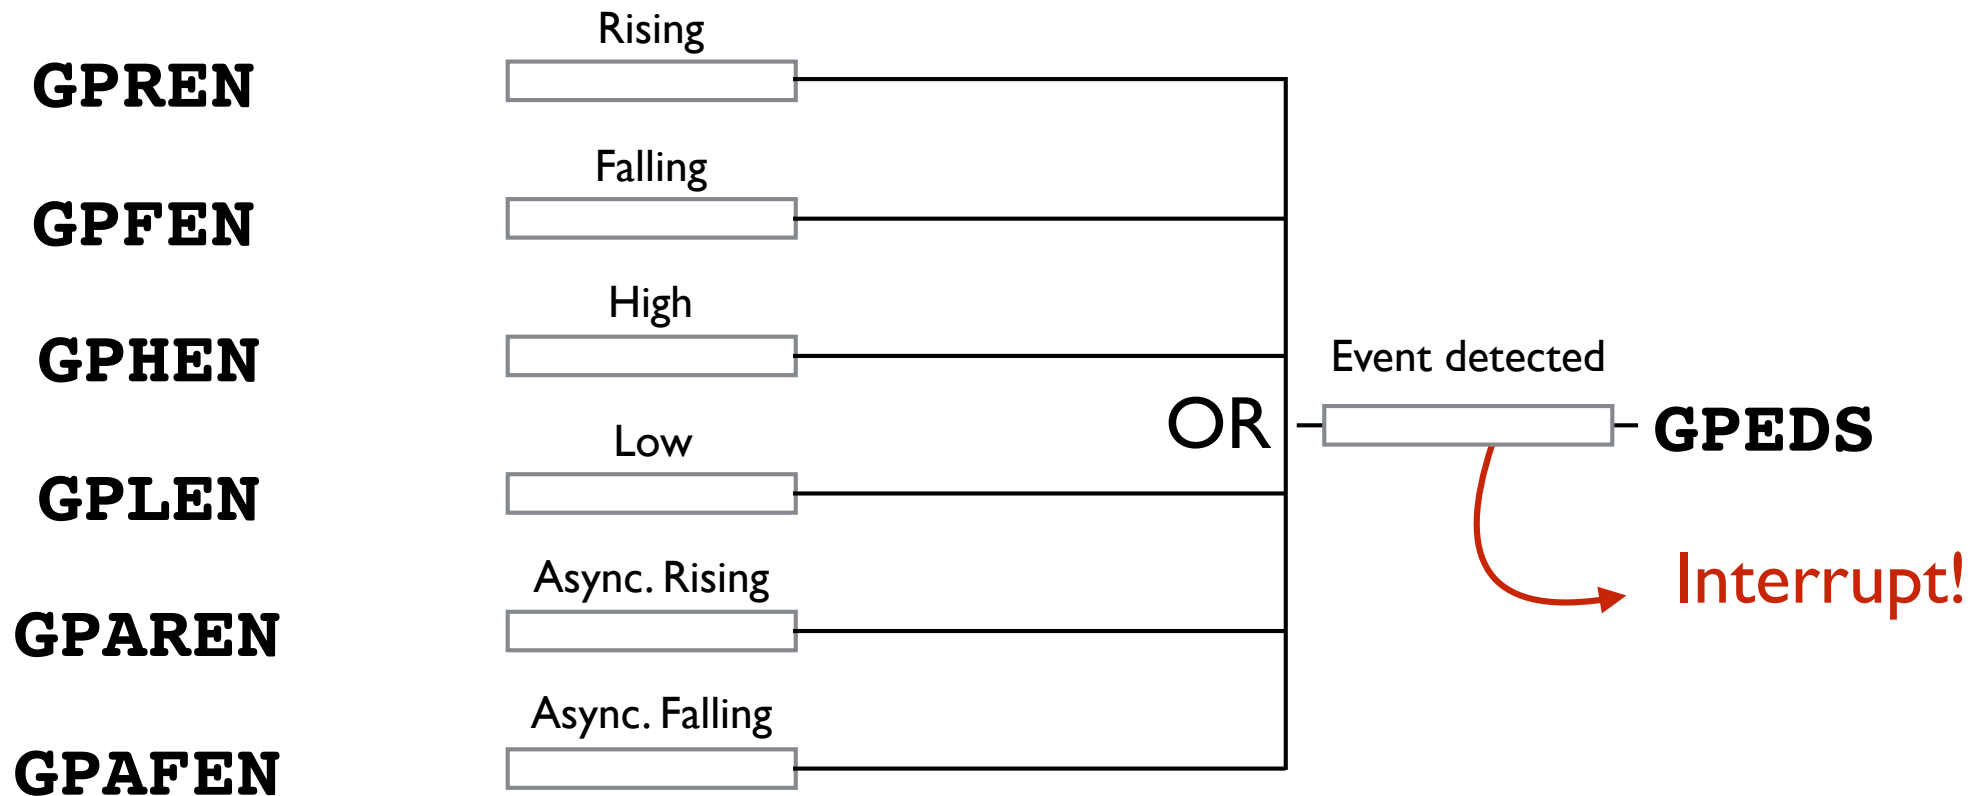 Rising
GPREN
Falling
GPFEN
High
GPHEN
Event detected
OR
GPEDS
Low
GPLEN
Interrupt!
Async. Rising
GPAREN
Async. Falling
GPAFEN